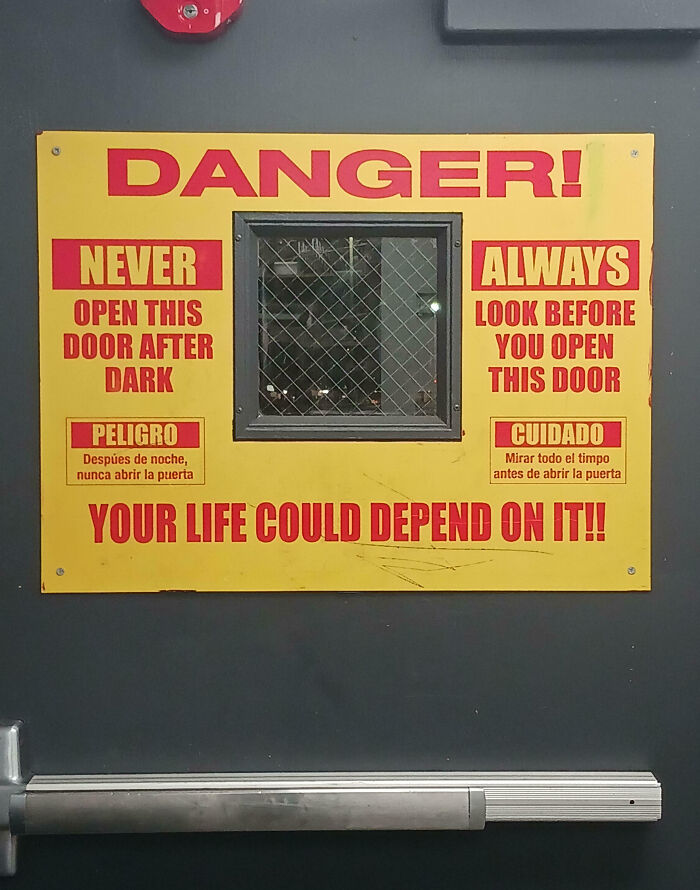 DANGER!
NEVER
OPEN THIS
DOOR AFTER
DARK
PELIGRO
Despúes de noche,
nunca abrir la puerta
ALWAYS
LOOK BEFORE
YOU OPEN
THIS DOOR
CUIDADO
Mirar todo el timpo
antes de abrir la puerta
YOUR LIFE COULD DEPEND ON IT!!